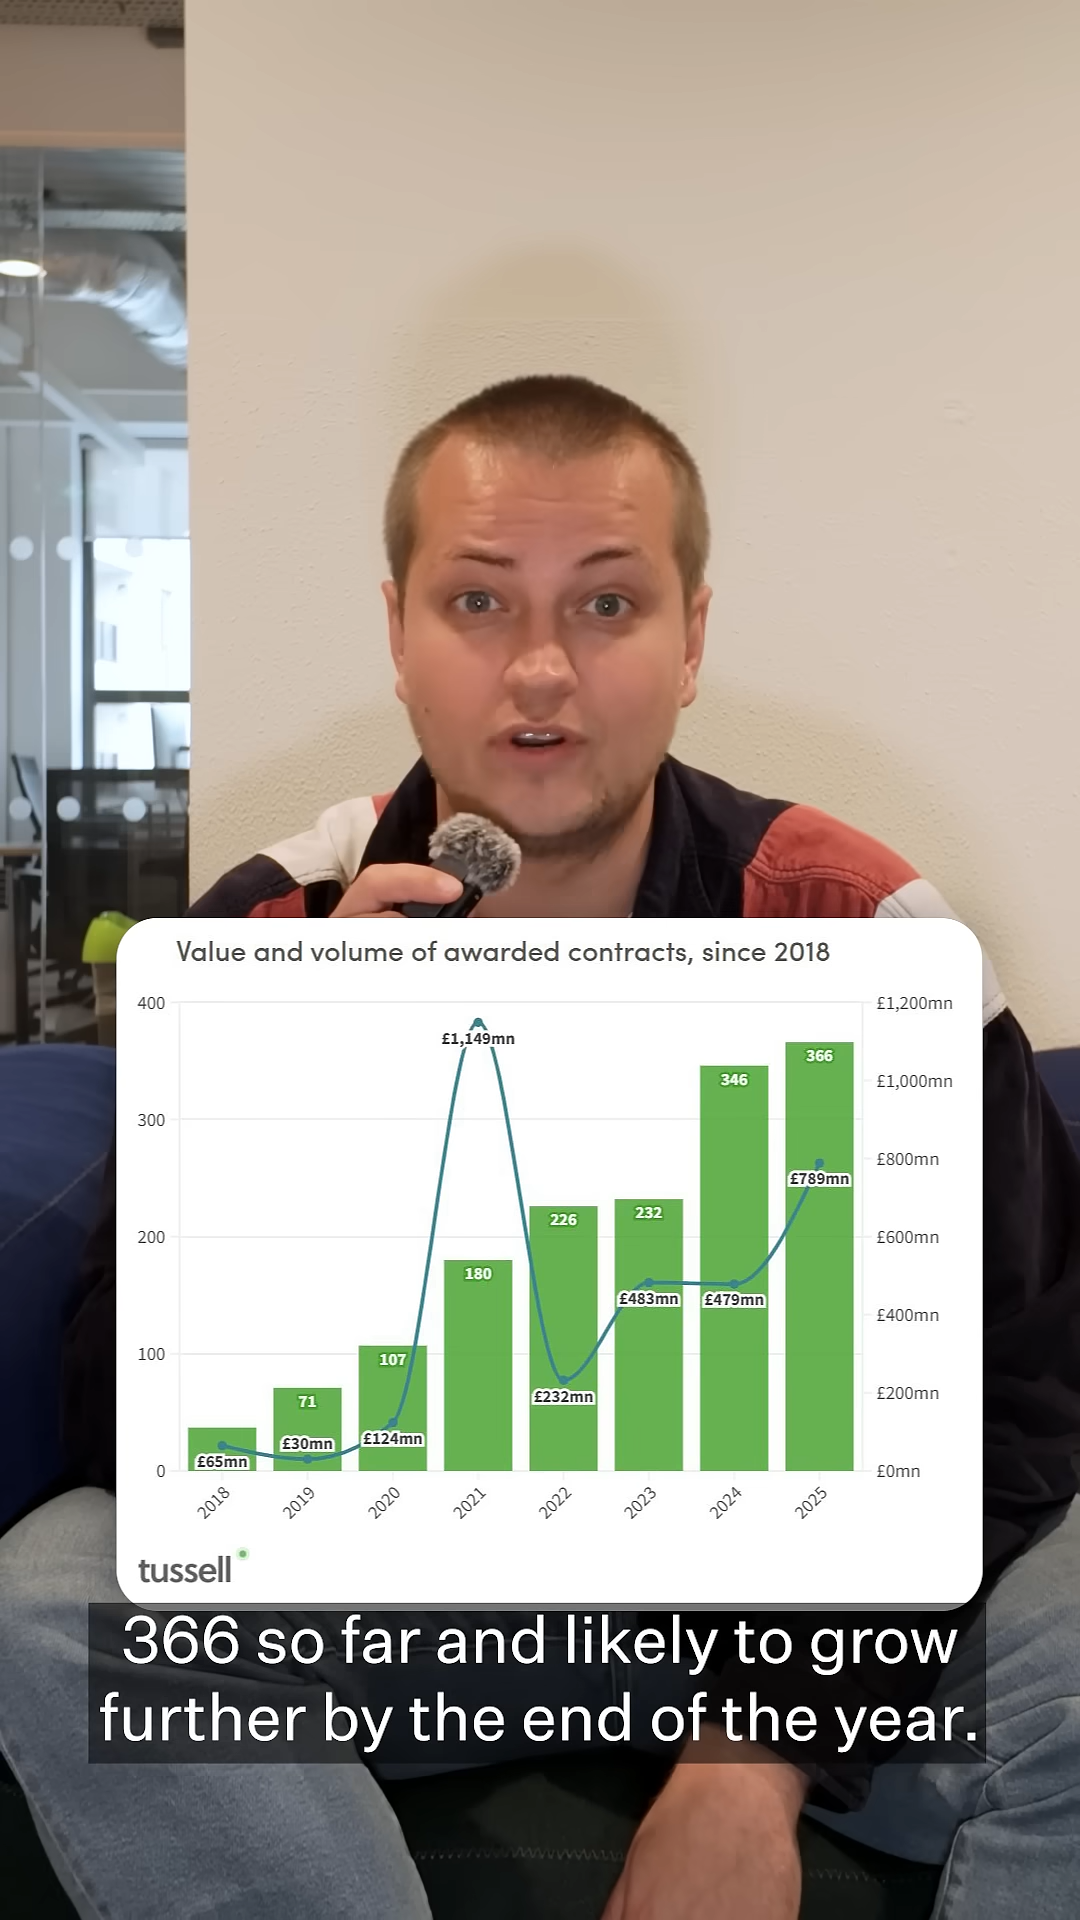 Value and volume of awarded contracts, since 2018
400
£1,200mn
£1,149mn
366
346
£1,000mn
300
£800mn
£789mn
226
232
200
£600mn
180
£483mn
£479mn
£400mn
100
107
£232mn
£200mn
71
£30mn
£124mn
£65mn
0
£0mn
2018
2019
2020
2021
2022
2023
2024
2025
tussell
366 so far and likely to grow
further by the end of the year.